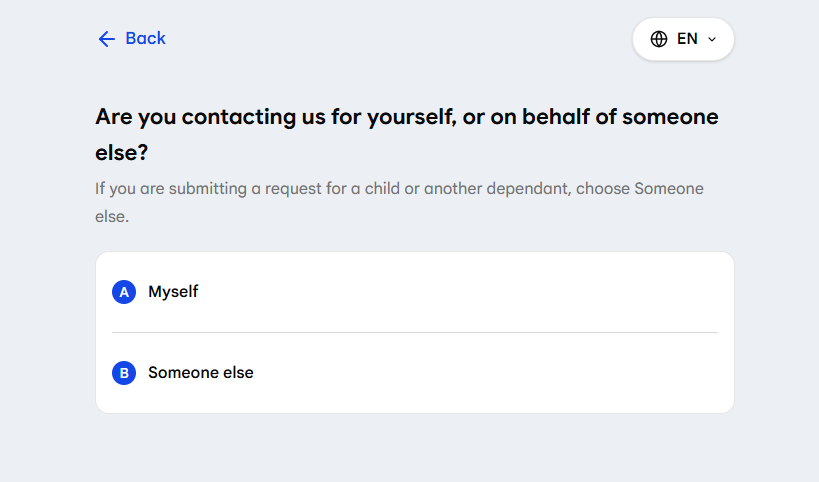 Back
EN
Are you contacting us for yourself, or on behalf of someone
else?
If you are submitting a request for a child or another dependant, choose Someone
else.
A Myself
B Someone else